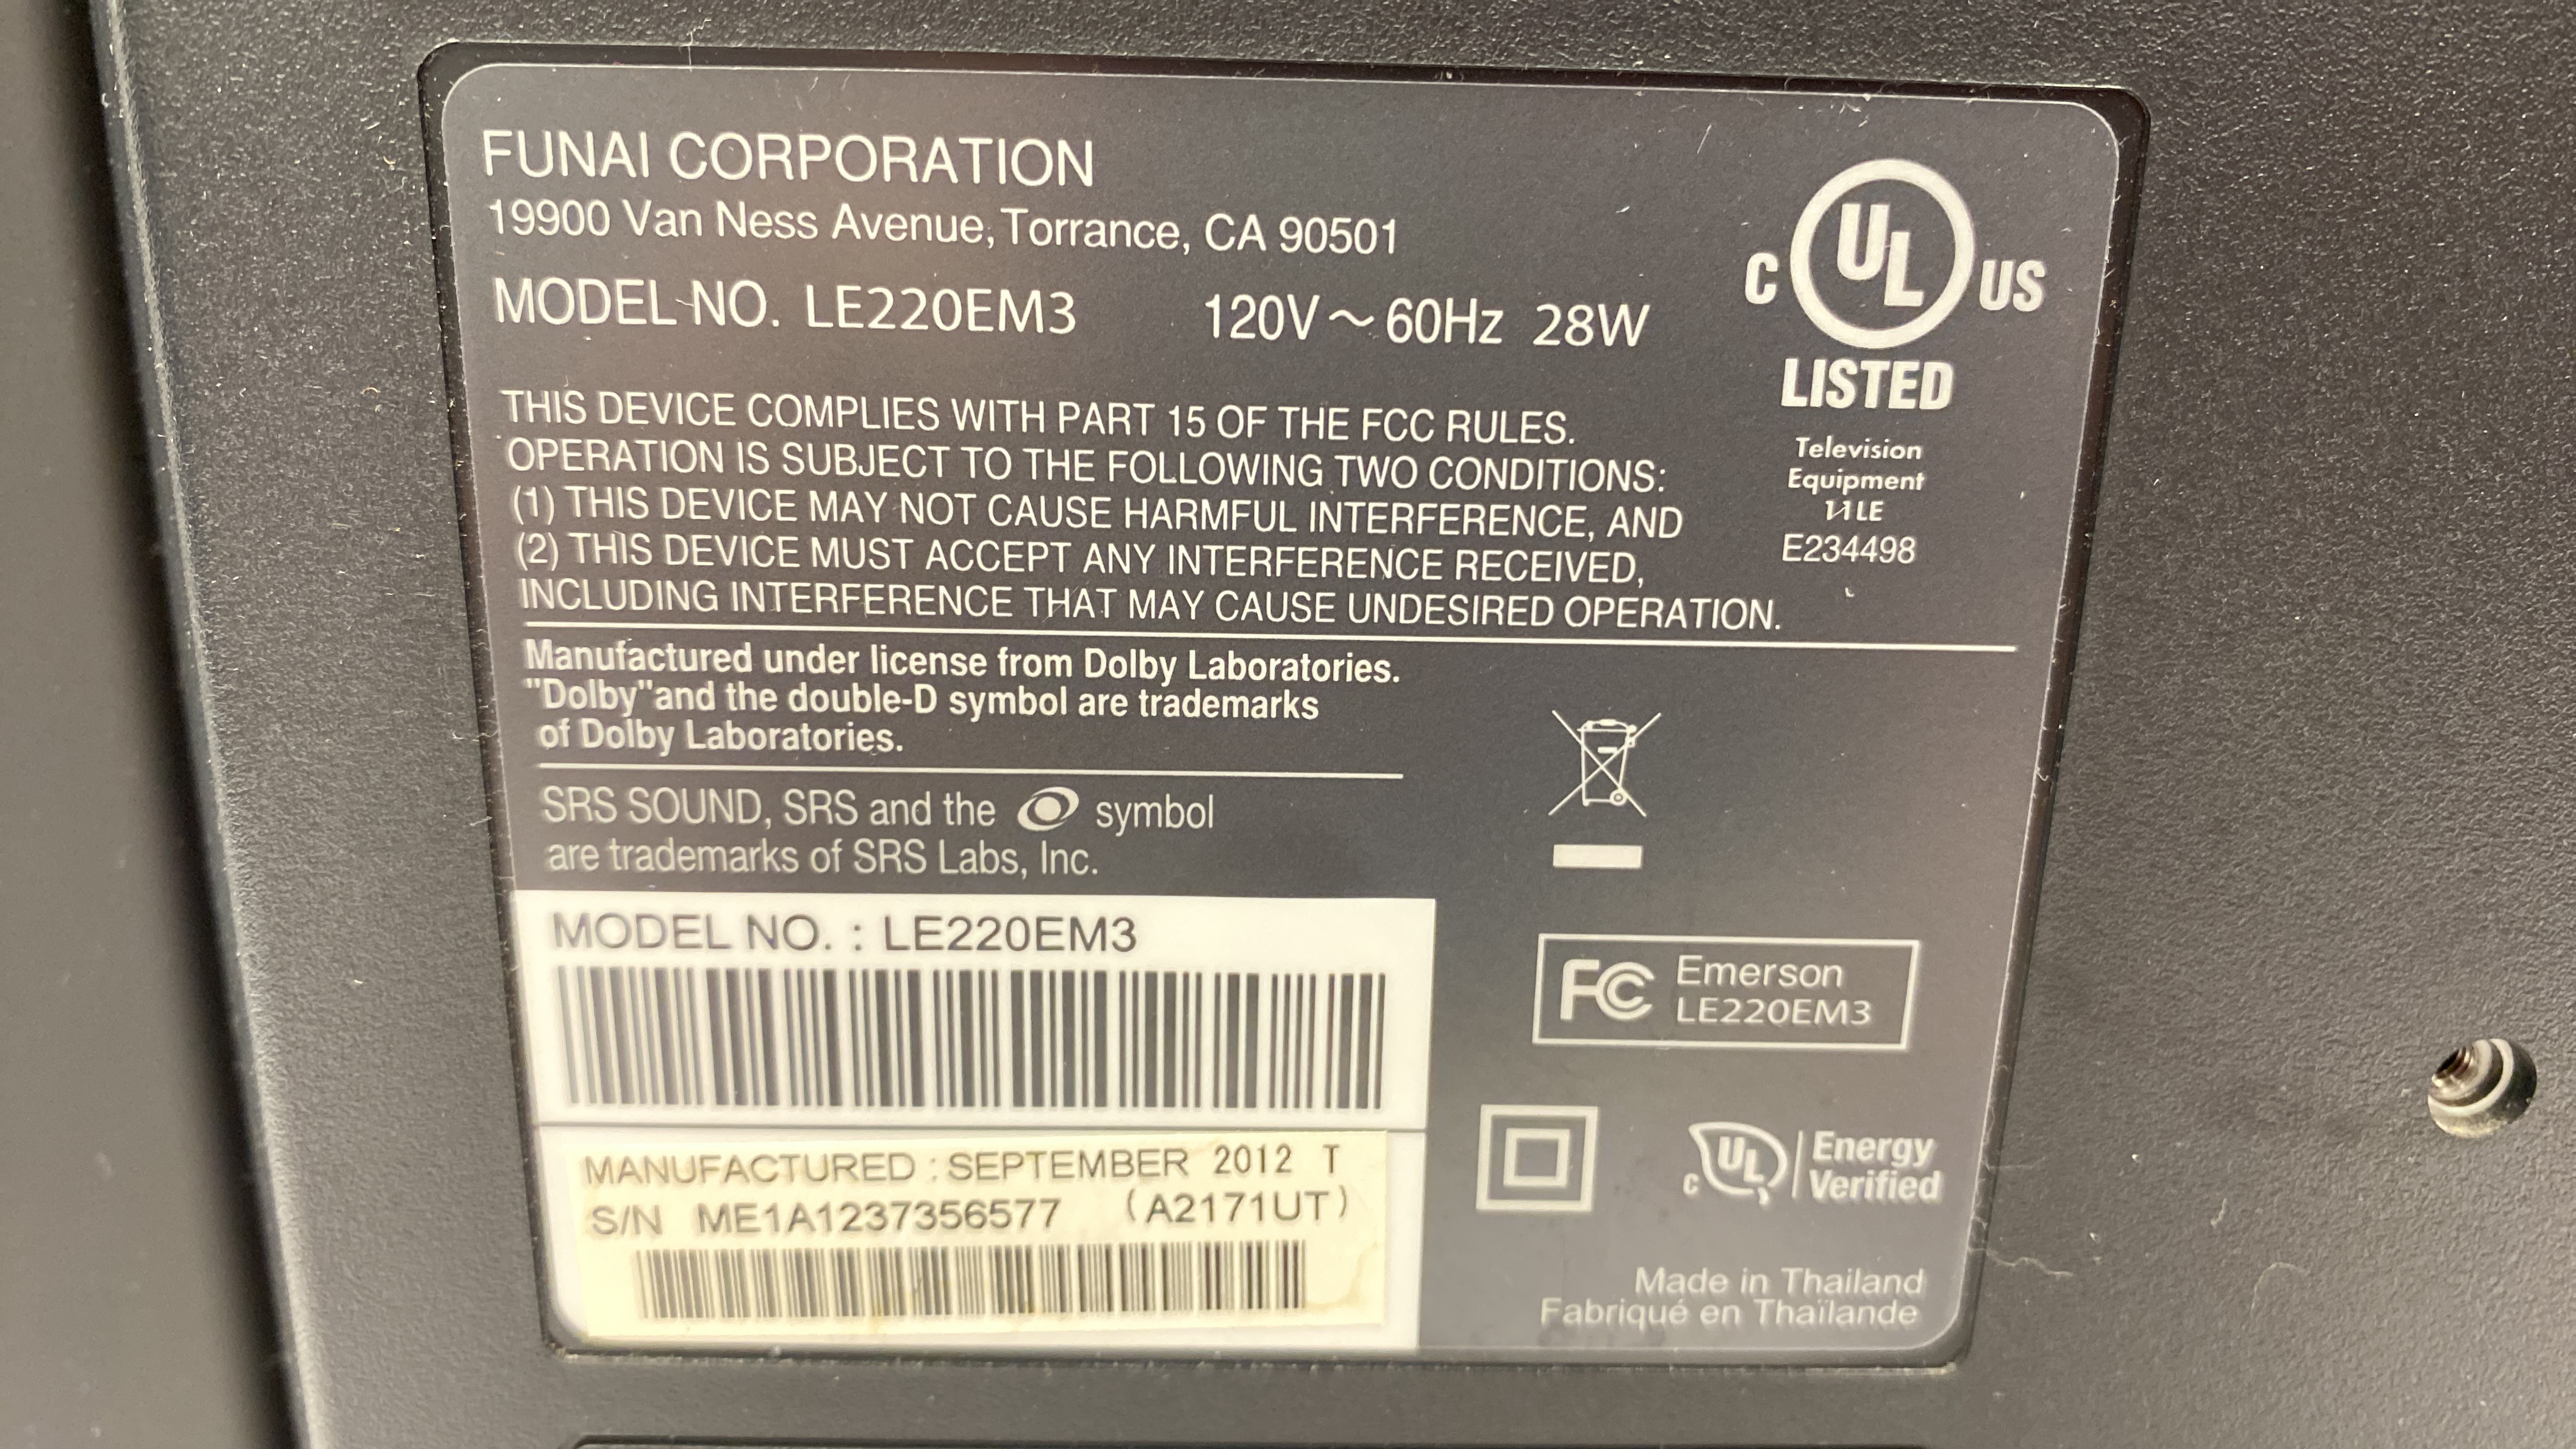 FUNAI CORPORATION
19900 Van Ness Avenue, Torrance, CA 90501
MODEL NO. LE220EM3 120V ~ 60Hz 28W
C UL US
LISTED
Television
Equipment
E234498
THIS DEVICE COMPLIES WITH PART 15 OF THE FCC RULES.
OPERATION IS SUBJECT TO THE FOLLOWING TWO CONDITIONS:
(1) THIS DEVICE MAY NOT CAUSE HARMFUL INTERFERENCE, AND
(2) THIS DEVICE MUST ACCEPT ANY INTERFERENCE RECEIVED,
INCLUDING INTERFERENCE THAT MAY CAUSE UNDESIRED OPERATION.
Manufactured under license from Dolby Laboratories.
"Dolby"and the double-D symbol are trademarks
of Dolby Laboratories.
SRS SOUND, SRS and the symbol
are trademarks of SRS Labs, Inc.
MODEL NO. : LE220EM3
MANUFACTURED : SEPTEMBER 2012 T
S/N ME1A1237356577 (A2171UT)
FC Emerson
LE220EM3
c UL Energy
Verified
Made in Thailand
Fabriqué en Thaïlande